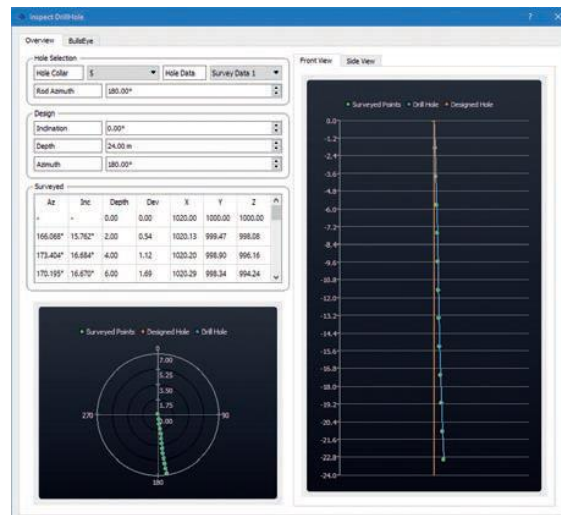 Inspect DrillHole
Overview BullsEye
Hole Selection
Hole Collar S Hole Data Survey Data 1
Rod Azimuth 180.00°
Design
Inclination 0.00°
Depth 24.00 m
Azimuth 180.00°
Surveyed
Az Inc Depth Dev X Y Z
- - 0.00 0.00 1020.00 1000.00 1000.00
166.068° 15.762° 2.00 0.54 1020.13 999.47 998.08
173.404° 16.684° 4.00 1.12 1020.20 998.90 996.16
170.195° 16.670° 6.00 1.69 1020.29 998.34 994.24
Surveyed Points Designed Hole Drill Hole
0
7.00
5.25
3.50
1.75
0.00
270 90
180
Front View Side View
Surveyed Points Drill Hole Designed Hole
0.0
-1.2
-2.4
-3.6
-4.8
-6.0
-7.2
-8.4
-9.6
-10.8
-12.0
-13.2
-14.4
-15.6
-16.8
-18.0
-19.2
-20.4
-21.6
-22.8
-24.0